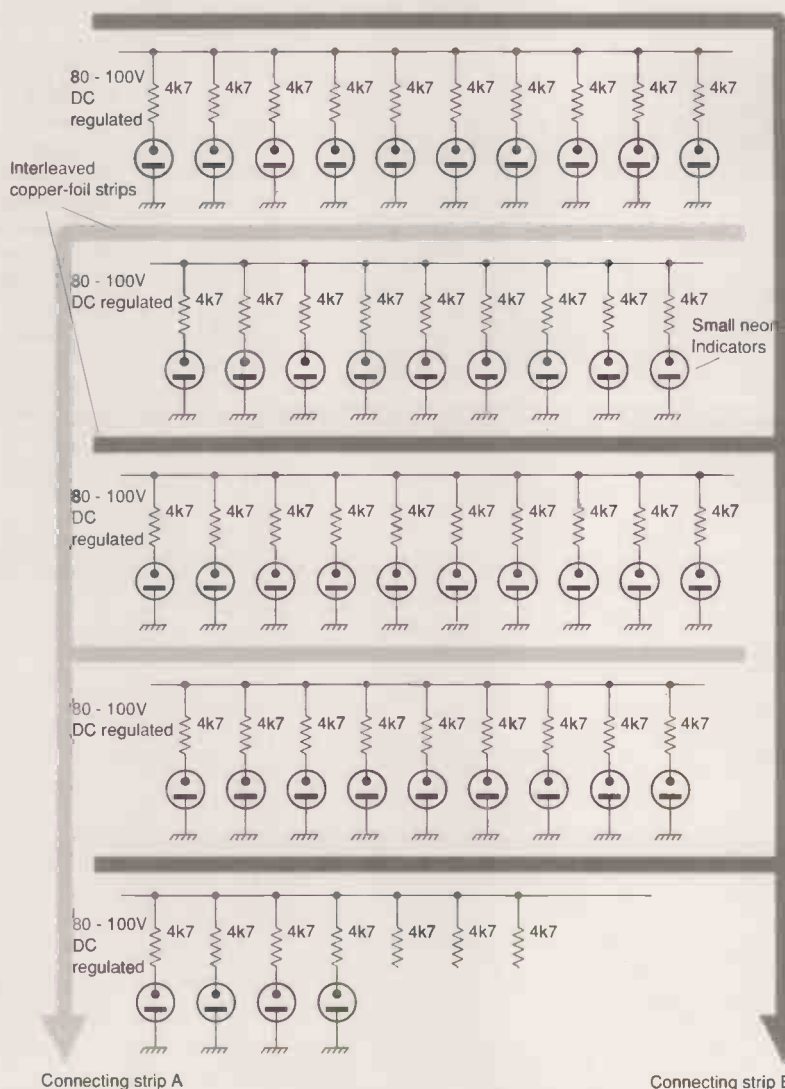 80 - 100V
DC
regulated
4k7 4k7 4k7 4k7 4k7 4k7 4k7 4k7 4k7 4k7
Interleaved
copper-foil strips
80 - 100V
DC regulated
4k7 4k7 4k7 4k7 4k7 4k7 4k7 4k7 4k7
Small neon
Indicators
80 - 100V
DC
regulated
4k7 4k7 4k7 4k7 4k7 4k7 4k7 4k7 4k7 4k7
80 - 100V
DC regulated
4k7 4k7 4k7 4k7 4k7 4k7 4k7 4k7 4k7
80 - 100V
DC
regulated
4k7 4k7 4k7 4k7 4k7 4k7 4k7
Connecting strip A
Connecting strip B